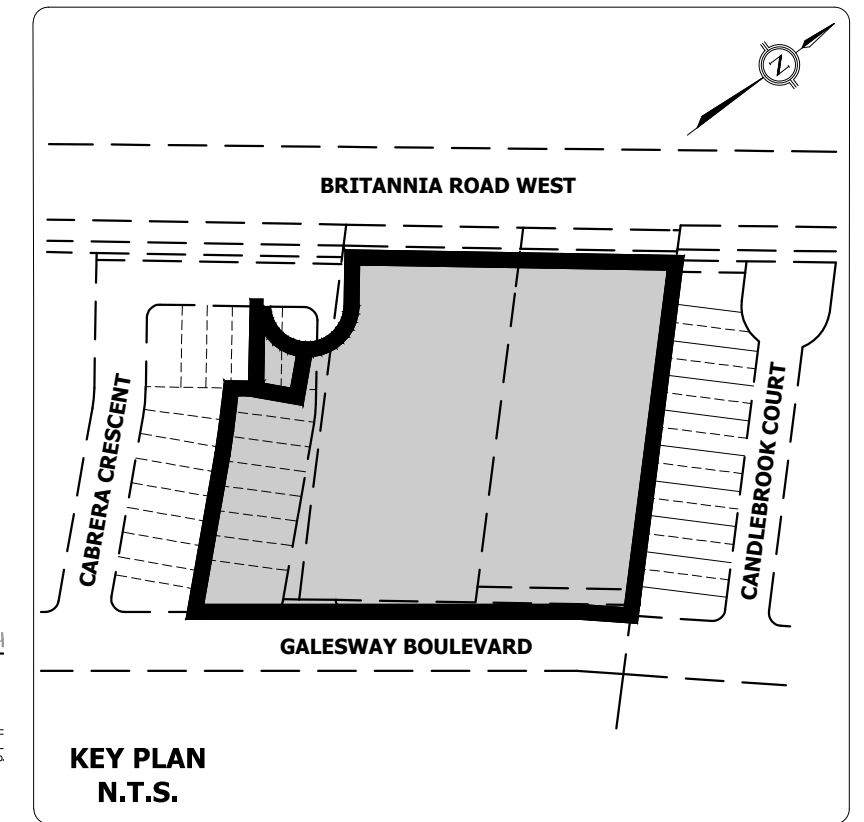 N
BRITANNIA ROAD WEST
CABRERA CRESCENT
CANDLEBROOK COURT
GALESWAY BOULEVARD
KEY PLAN
N.T.S.